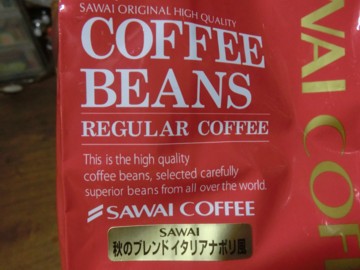 SAWAI ORIGINAL HIGH QUALITY
COFFEE
BEANS
REGULAR COFFEE
This is the high quality
coffee beans, selected carefully
superior beans from all over the world.
SAWAI COFFEE
SAWAI
秋のブレンドイタリアナポリ風
WAI COF